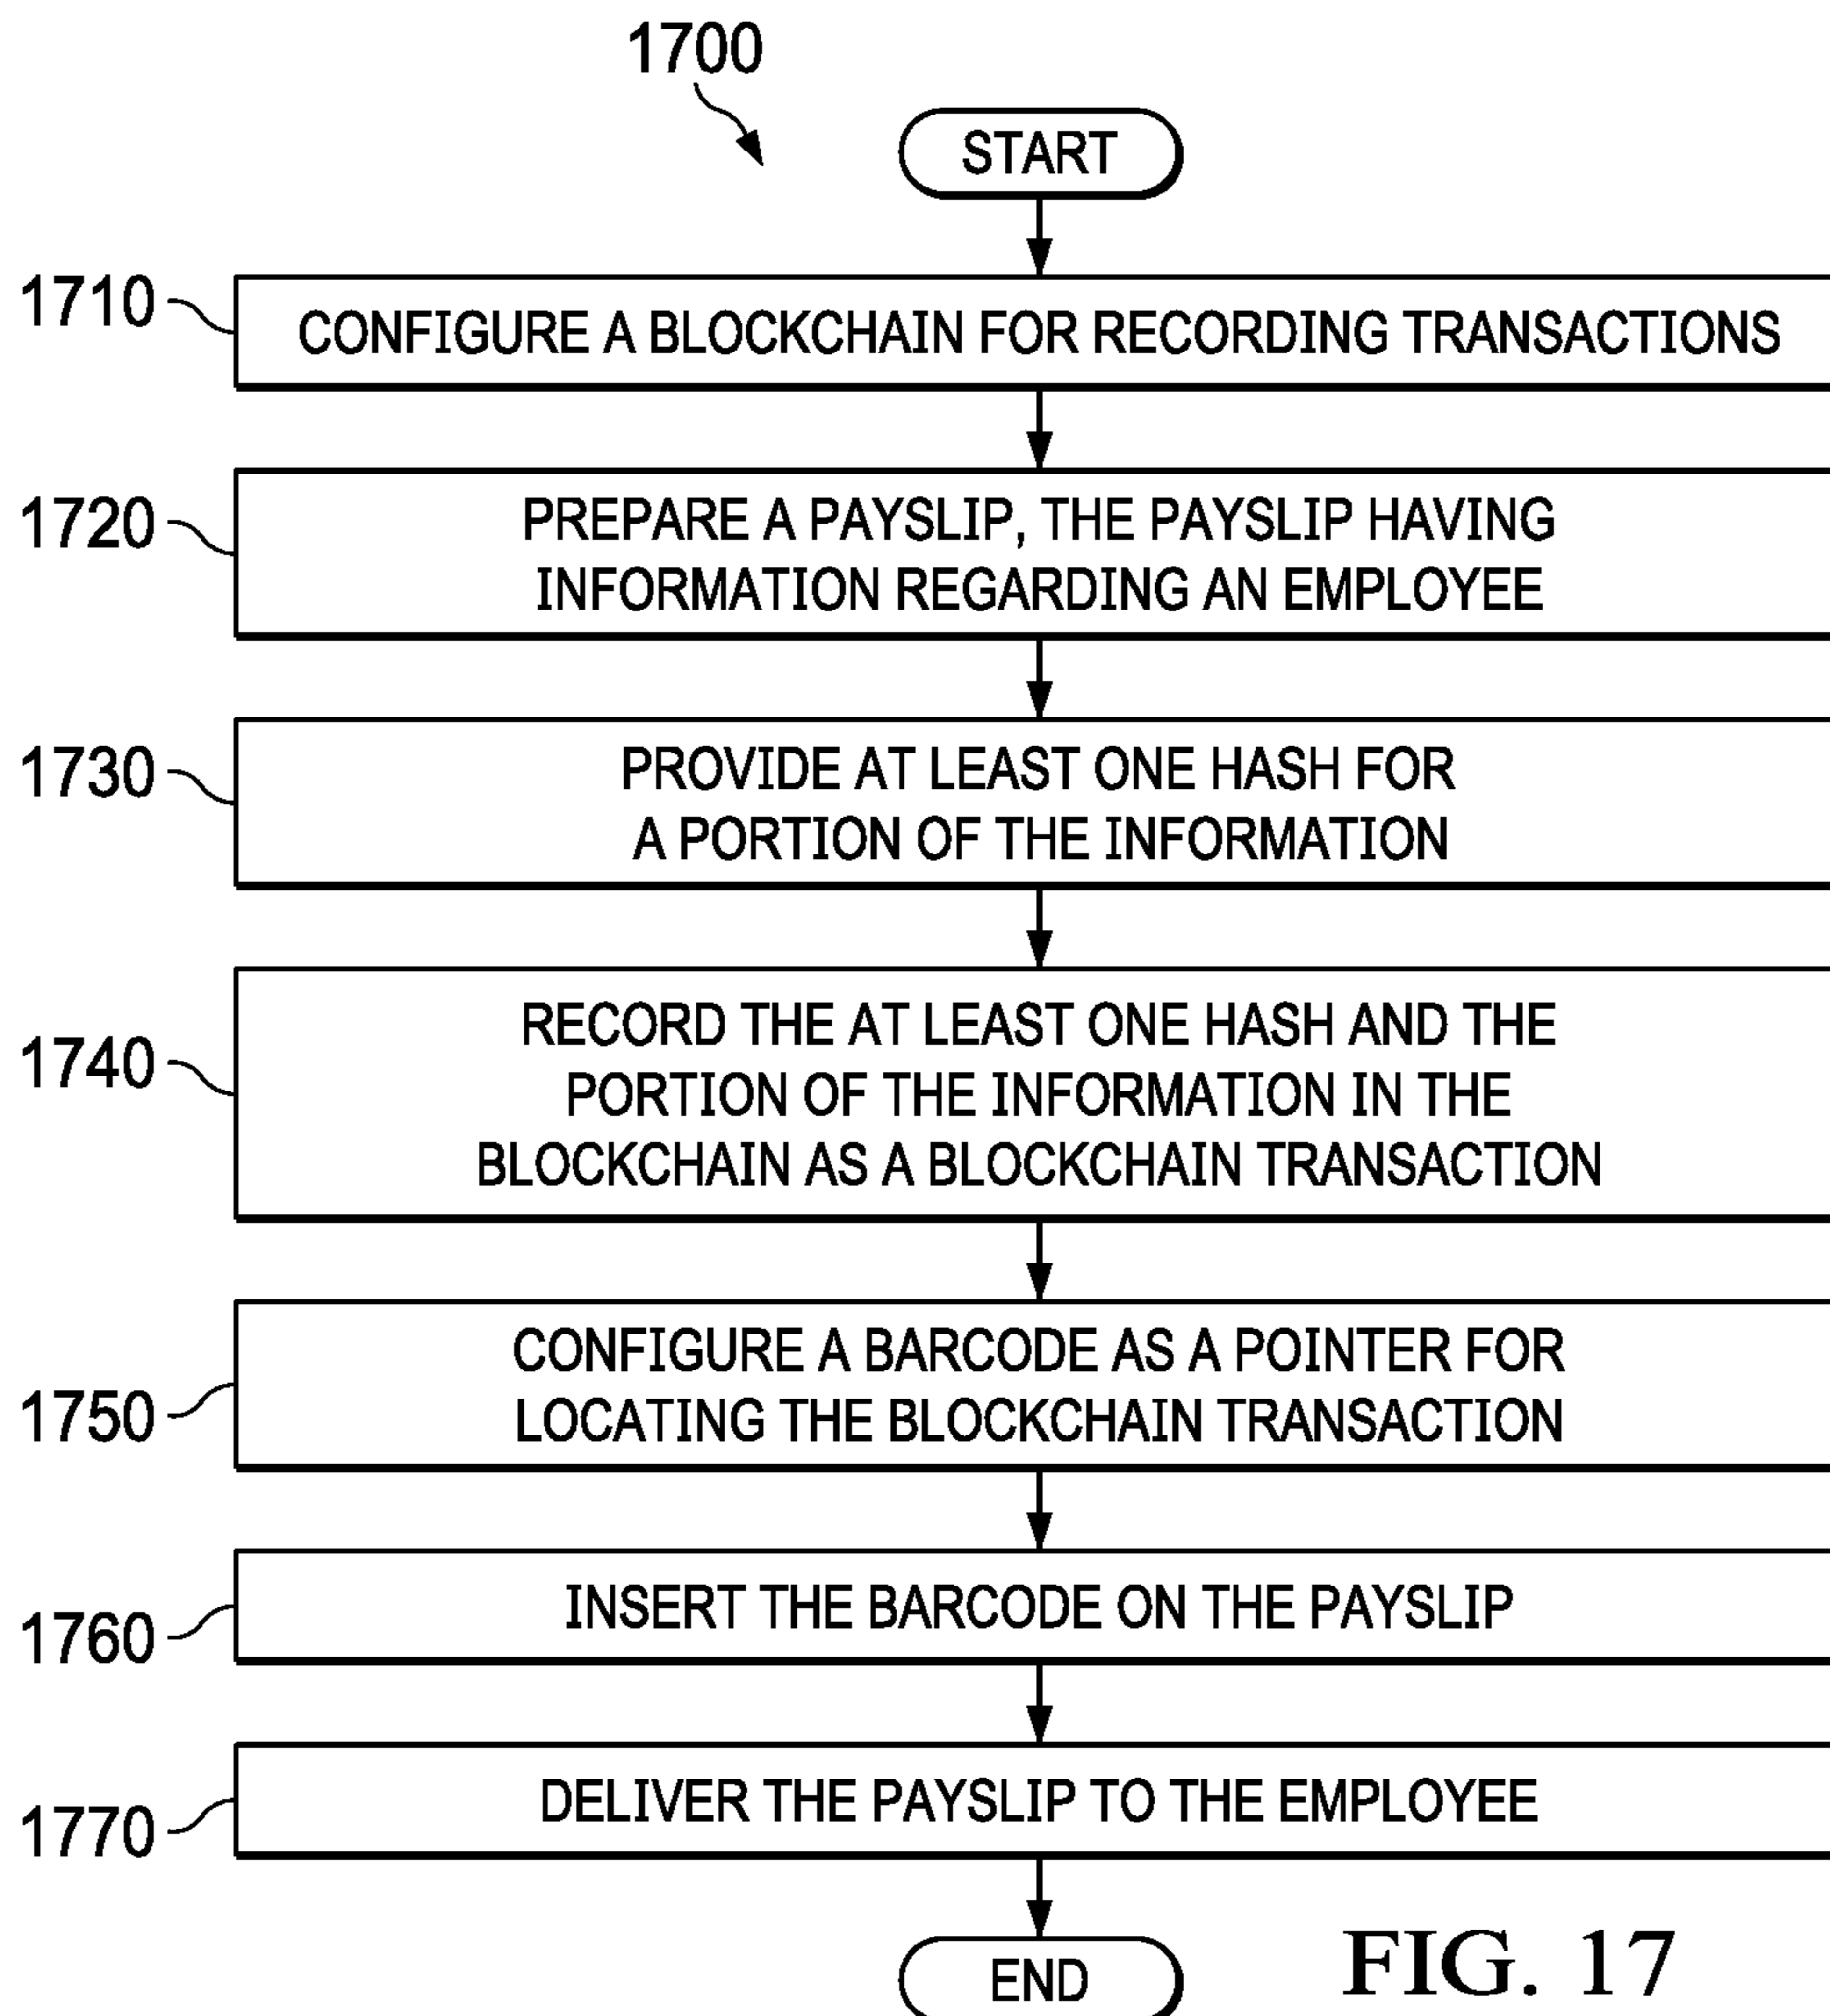 1700
START
1710
CONFIGURE A BLOCKCHAIN FOR RECORDING TRANSACTIONS
1720
PREPARE A PAYSLIP, THE PAYSLIP HAVING
INFORMATION REGARDING AN EMPLOYEE
1730
PROVIDE AT LEAST ONE HASH FOR
A PORTION OF THE INFORMATION
1740
RECORD THE AT LEAST ONE HASH AND THE
PORTION OF THE INFORMATION IN THE
BLOCKCHAIN AS A BLOCKCHAIN TRANSACTION
1750
CONFIGURE A BARCODE AS A POINTER FOR
LOCATING THE BLOCKCHAIN TRANSACTION
1760
INSERT THE BARCODE ON THE PAYSLIP
1770
DELIVER THE PAYSLIP TO THE EMPLOYEE
END
FIG. 17